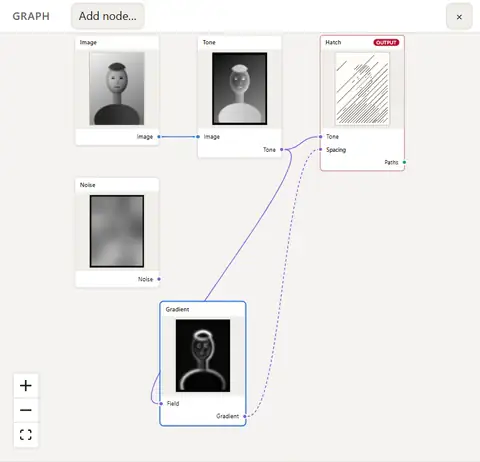 GRAPH
Add node...
×
Image
Image
Tone
Image
Tone
Hatch
OUTPUT
Tone
Spacing
Paths
Noise
Noise
Gradient
Field
Gradient